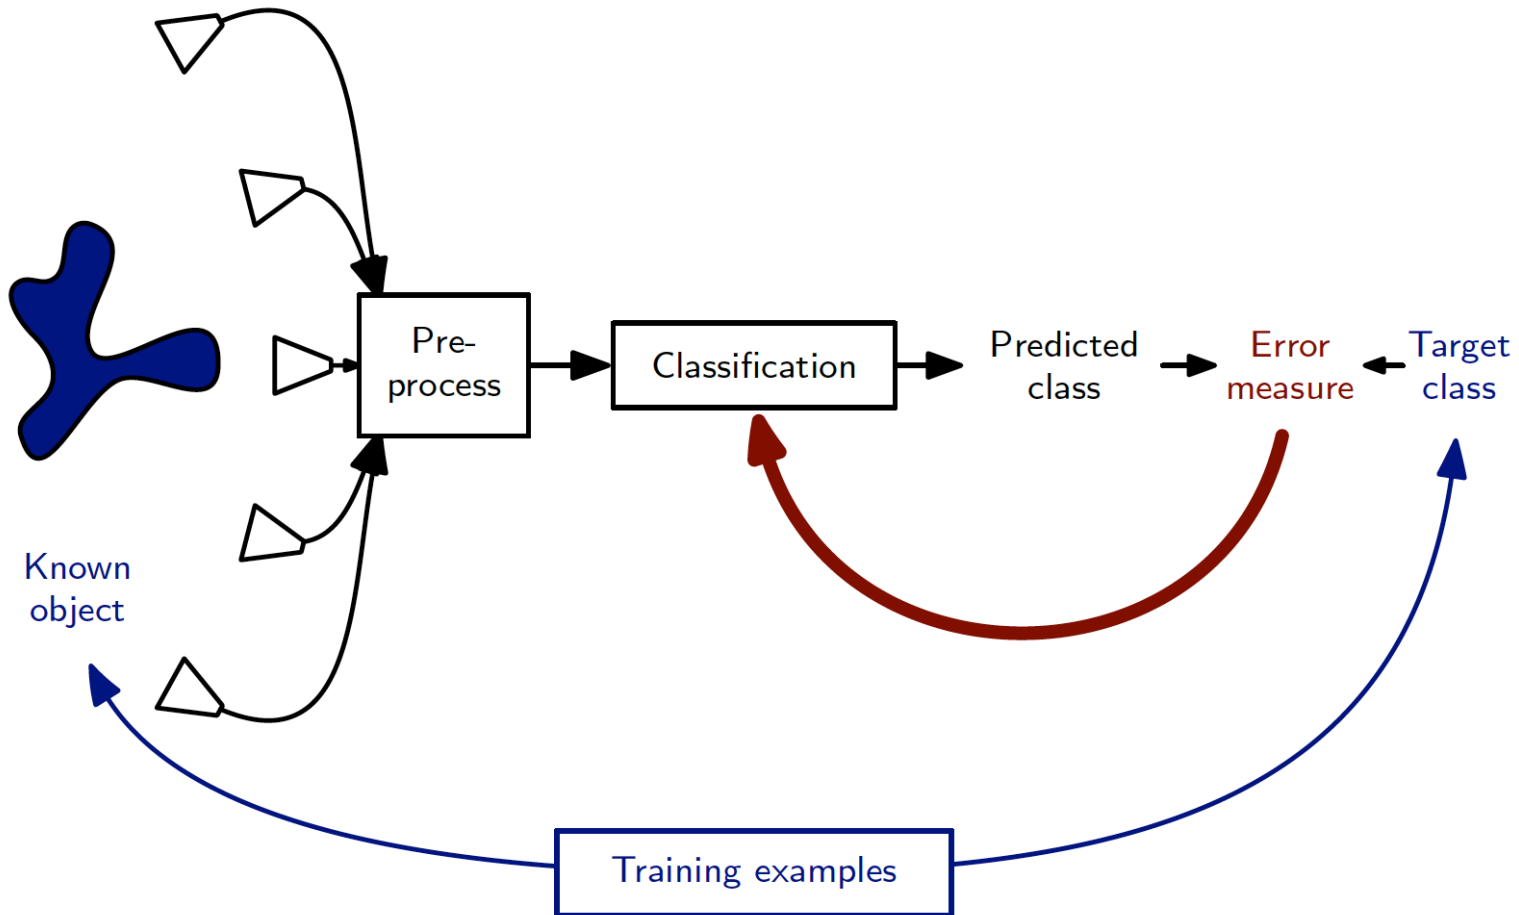 Pre-
process
Classification
Predicted
class
Error
measure
Target
class
Known
object
Training examples